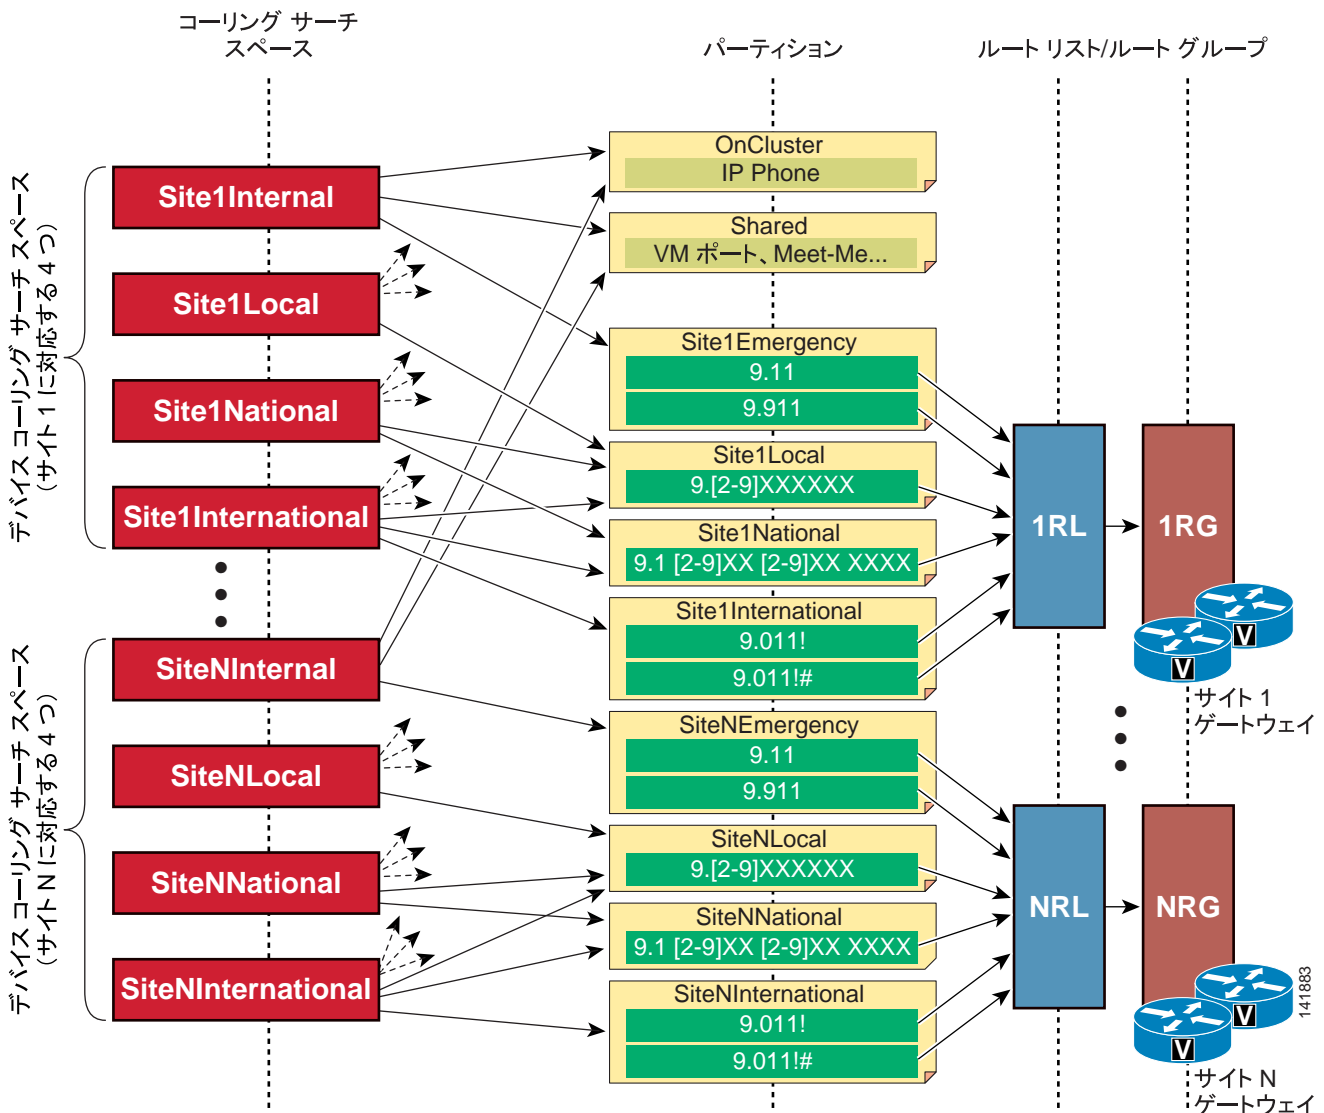 コーリング サーチ
スペース
パーティション
ルート リスト/ルート グループ
デバイス コーリング サーチ スペース
(サイト 1 に対応する 4 つ)
Site1Internal
Site1Local
Site1National
Site1International
デバイス コーリング サーチ スペース
(サイト N に対応する 4 つ)
SiteNInternal
SiteNLocal
SiteNNational
SiteNInternational
OnCluster
IP Phone
Shared
VM ポート、Meet-Me...
Site1Emergency
9.11
9.911
Site1Local
9.[2-9]XXXXXX
Site1National
9.1 [2-9]XX [2-9]XX XXXX
Site1International
9.011!
9.011!#
SiteNEmergency
9.11
9.911
SiteNLocal
9.[2-9]XXXXXX
SiteNNational
9.1 [2-9]XX [2-9]XX XXXX
SiteNInternational
9.011!
9.011!#
1RL
1RG
V
V
サイト 1
ゲートウェイ
NRL
NRG
V
V
サイト N
ゲートウェイ
141883